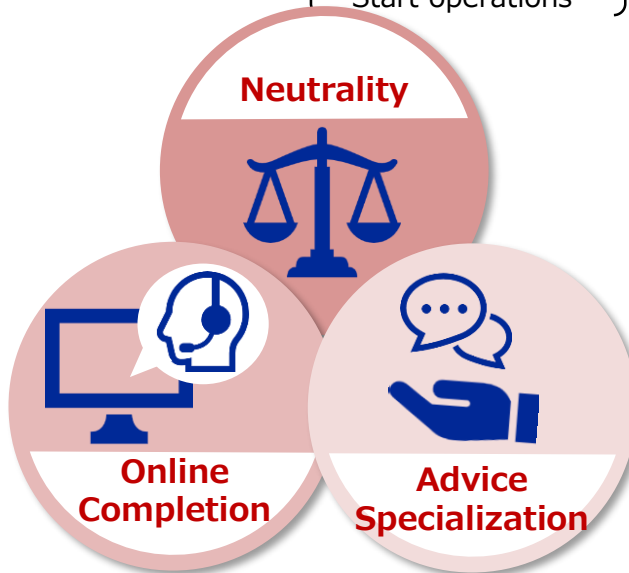 Start operations
Neutrality
Online
Completion
Advice
Specialization